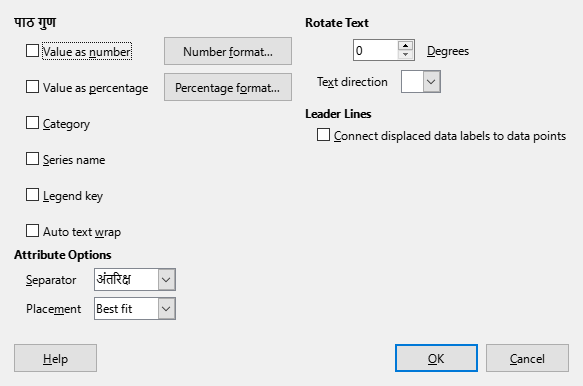 पाठ गुण
Value as number
Number format...
Value as percentage
Percentage format...
Category
Series name
Legend key
Auto text wrap
Attribute Options
Separator
अंतरिक्ष
Placement
Best fit
Rotate Text
0
Degrees
Text direction
Leader Lines
Connect displaced data labels to data points
Help
OK
Cancel